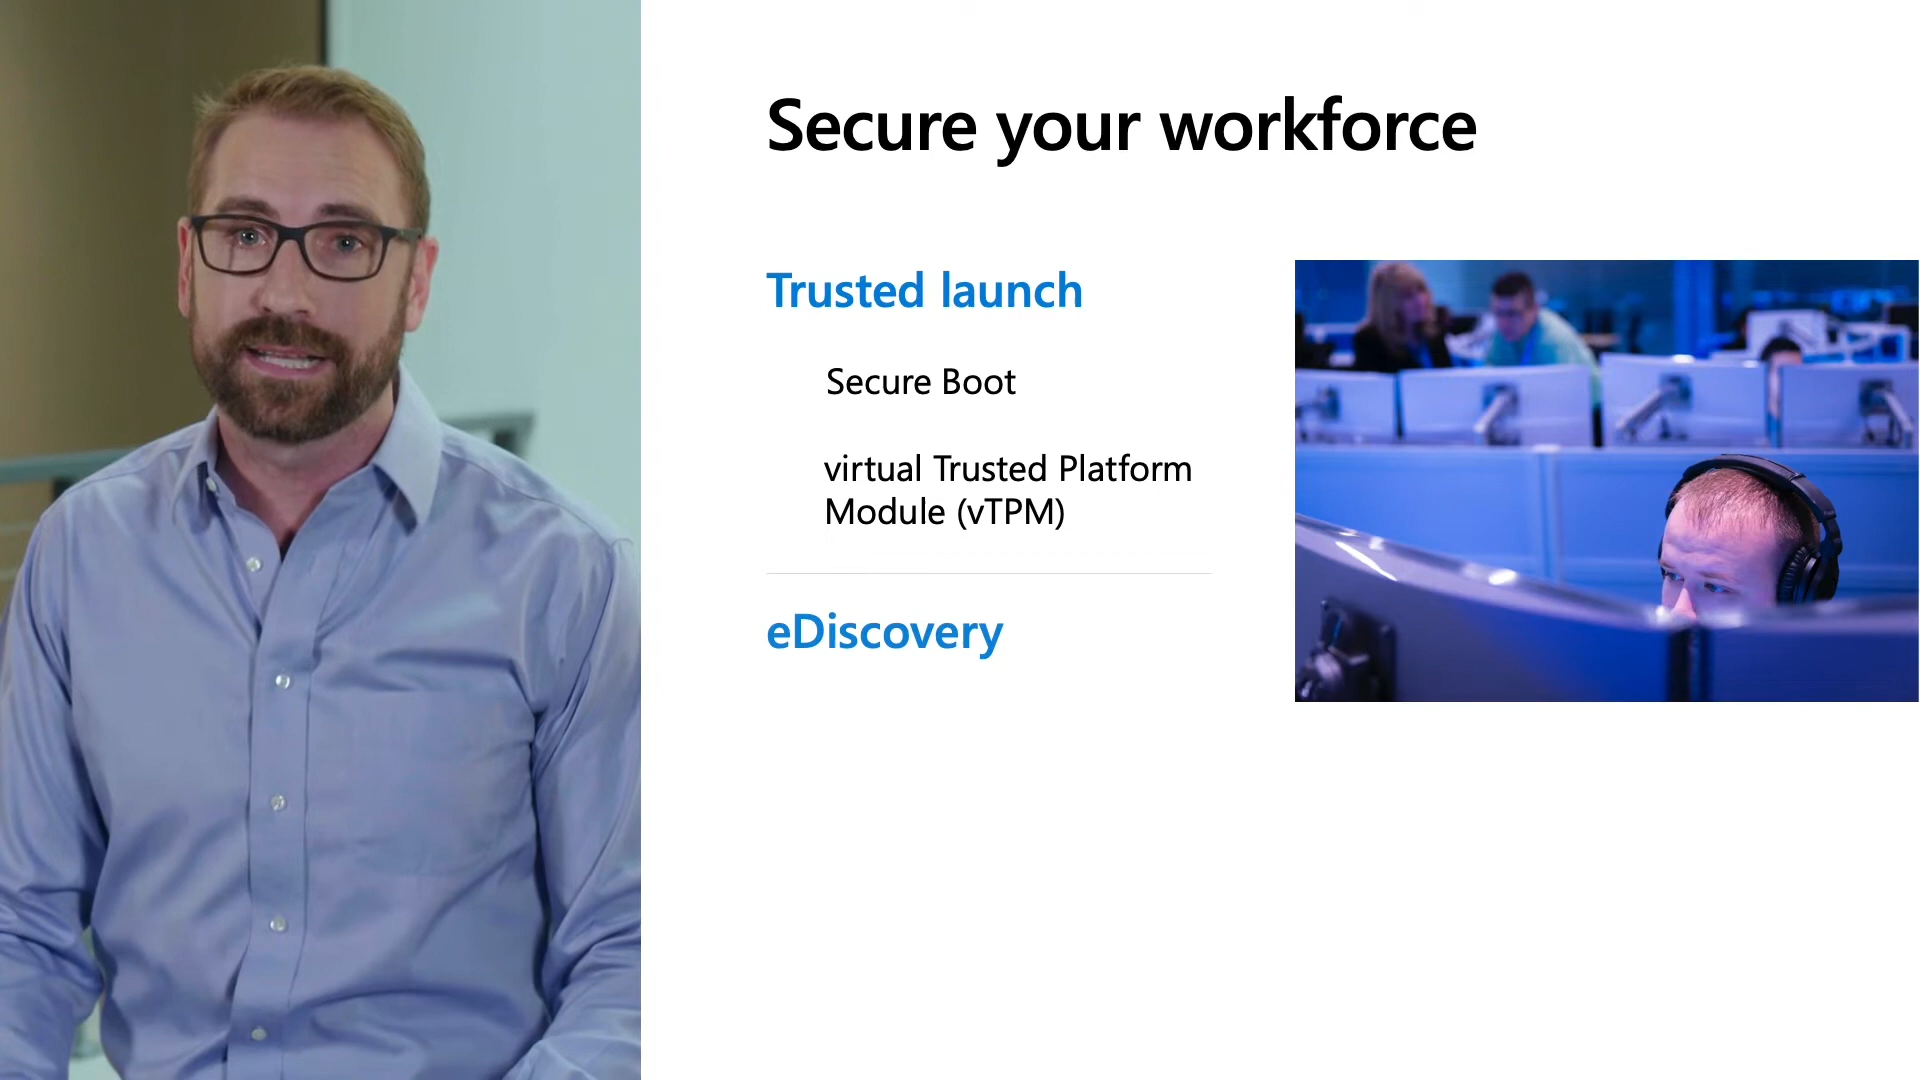 Secure your workforce
Trusted launch
Secure Boot
virtual Trusted Platform
Module (vTPM)
eDiscovery